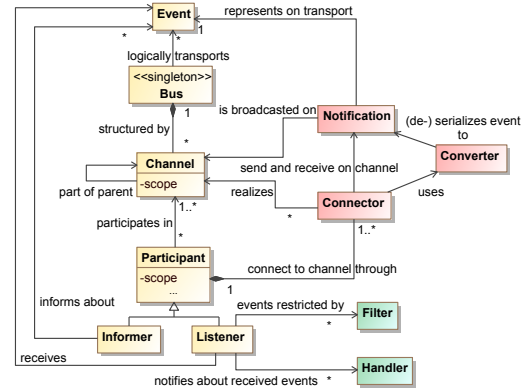 represents on transport
Event
1
*
*
logically transports
<<singleton>>
Bus
1
is broadcasted on
Notification
(de-) serializes event
to
structured by
*
Channel
send and receive on channel
Converter
-scope
part of parent
realizes
Connector
uses
1..*
*
1..*
participates in
*
Participant
-scope
...
connect to channel through
1
informs about
events restricted by
Filter
*
Informer
Listener
receives
Handler
notifies about received events
*